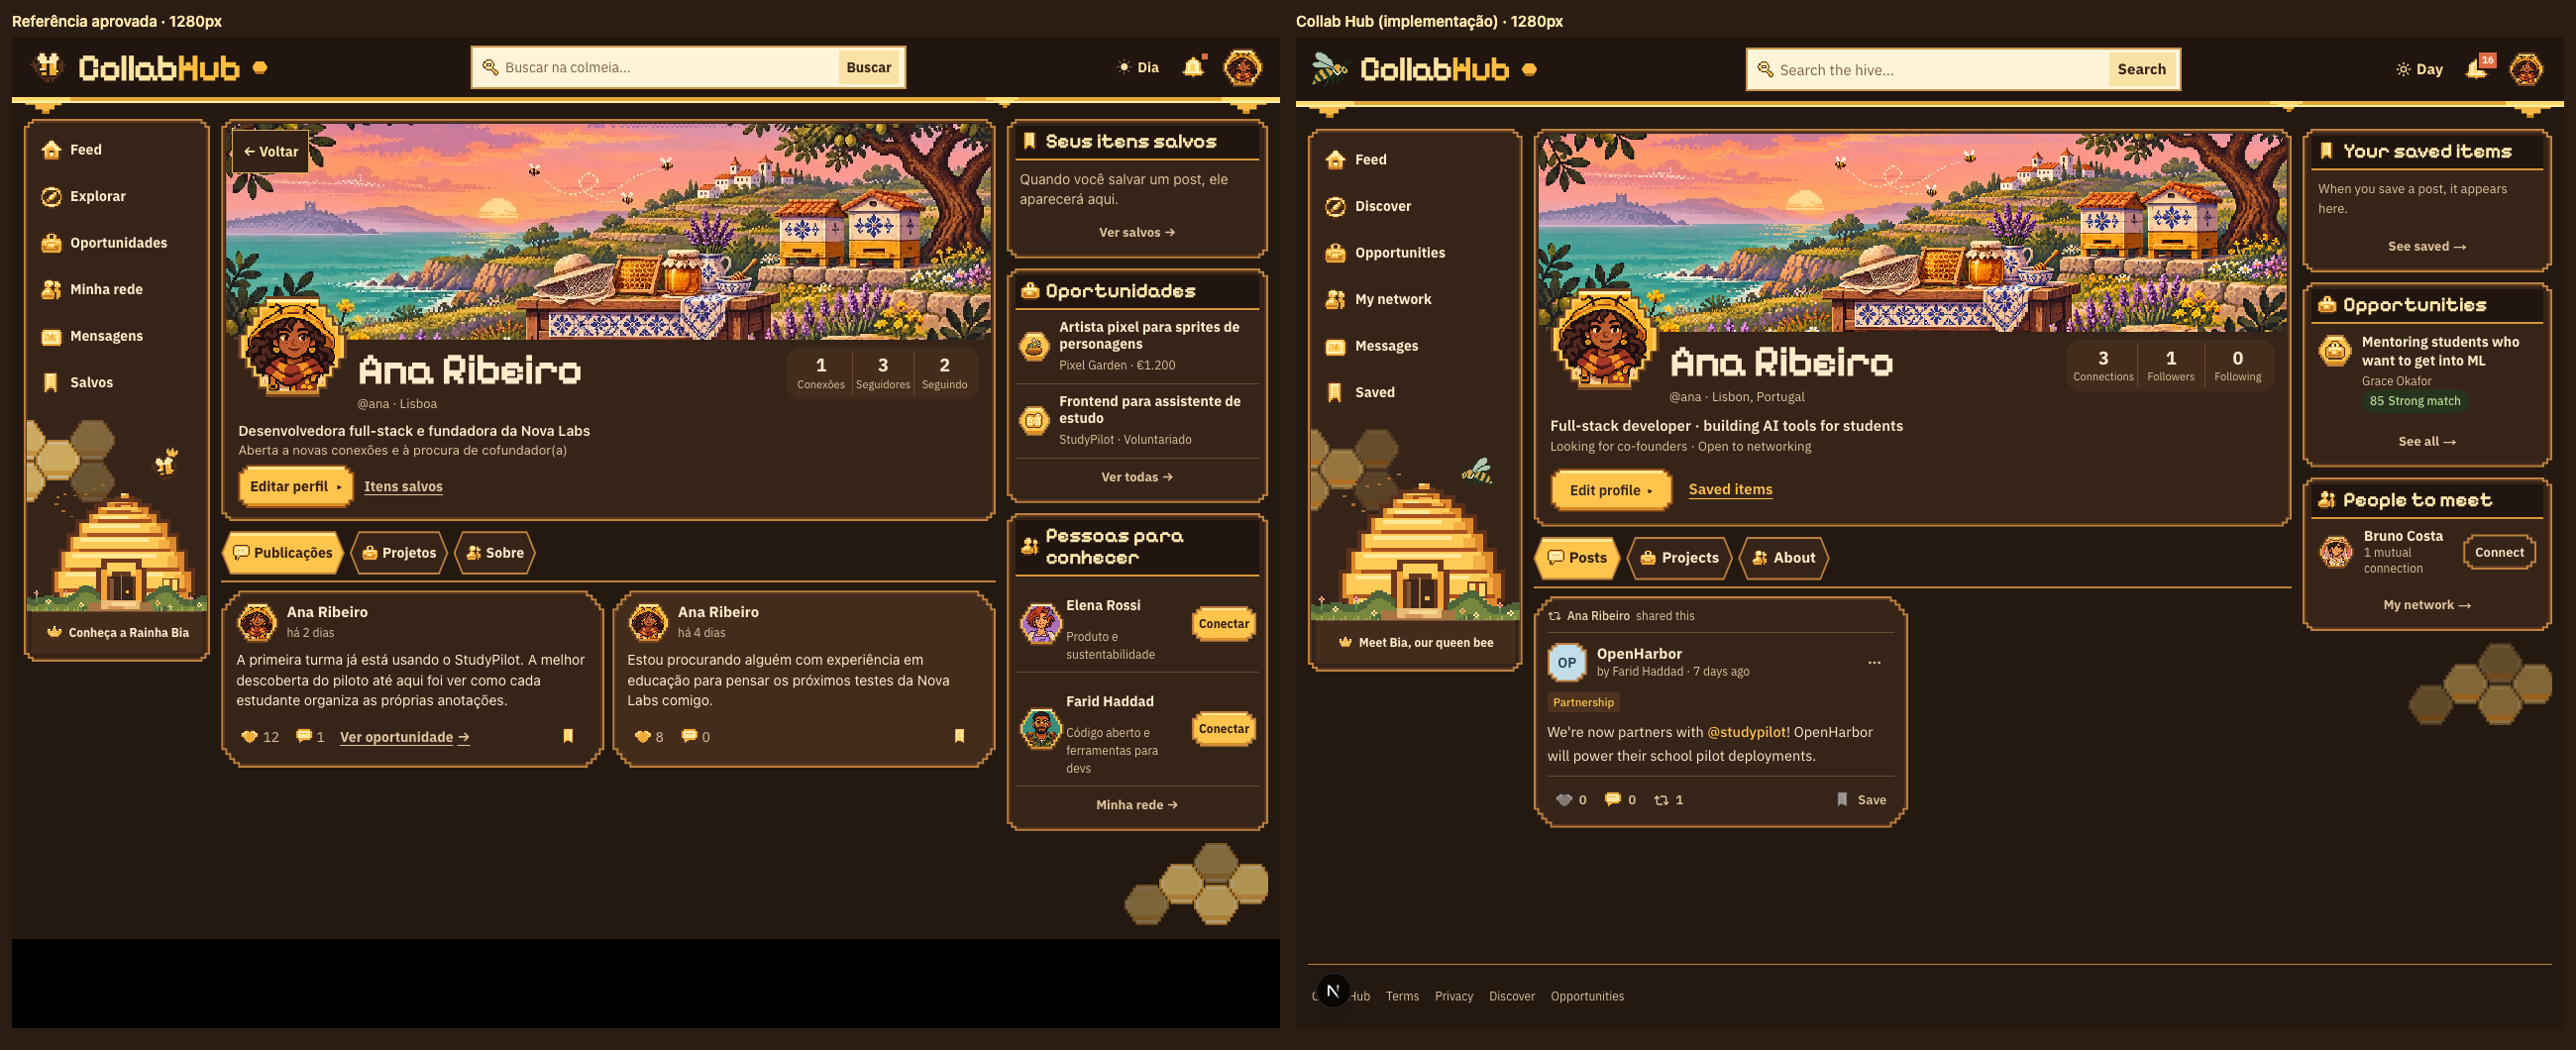 Referência aprovada · 1280px
CollabHub
Buscar na colmeia...
Buscar
Dia
Feed
Explorar
Oportunidades
Minha rede
Mensagens
Salvos
Conheça a Rainha Bia
← Voltar
Ana Ribeiro
@ana · Lisboa
1 Conexões
3 Seguidores
2 Seguindo
Desenvolvedora full-stack e fundadora da Nova Labs
Aberta a novas conexões e à procura de cofundador(a)
Editar perfil ▸
Itens salvos
Publicações
Projetos
Sobre
Ana Ribeiro
há 2 dias
A primeira turma já está usando o StudyPilot. A melhor
descoberta do piloto até aqui foi ver como cada
estudante organiza as próprias anotações.
12
1
Ver oportunidade →
Ana Ribeiro
há 4 dias
Estou procurando alguém com experiência em
educação para pensar os próximos testes da Nova
Labs comigo.
8
0
Seus itens salvos
Quando você salvar um post, ele
aparecerá aqui.
Ver salvos →
Oportunidades
Artista pixel para sprites de
personagens
Pixel Garden · €1.200
Frontend para assistente de
estudo
StudyPilot · Voluntariado
Ver todas →
Pessoas para
conhecer
Elena Rossi
Produto e
sustentabilidade
Conectar
Farid Haddad
Código aberto e
ferramentas para
devs
Conectar
Minha rede →
Collab Hub (implementação) · 1280px
CollabHub
Search the hive...
Search
Day
16
Feed
Discover
Opportunities
My network
Messages
Saved
Meet Bia, our queen bee
Ana Ribeiro
@ana · Lisbon, Portugal
3 Connections
1 Followers
0 Following
Full-stack developer · building AI tools for students
Looking for co-founders · Open to networking
Edit profile ▸
Saved items
Posts
Projects
About
Ana Ribeiro shared this
OP
OpenHarbor
by Farid Haddad · 7 days ago
...
Partnership
We're now partners with @studypilot! OpenHarbor
will power their school pilot deployments.
0
0
1
Save
Your saved items
When you save a post, it appears
here.
See saved →
Opportunities
Mentoring students who
want to get into ML
Grace Okafor
85 Strong match
See all →
People to meet
Bruno Costa
1 mutual
connection
Connect
My network →
N
Hub
Terms
Privacy
Discover
Opportunities